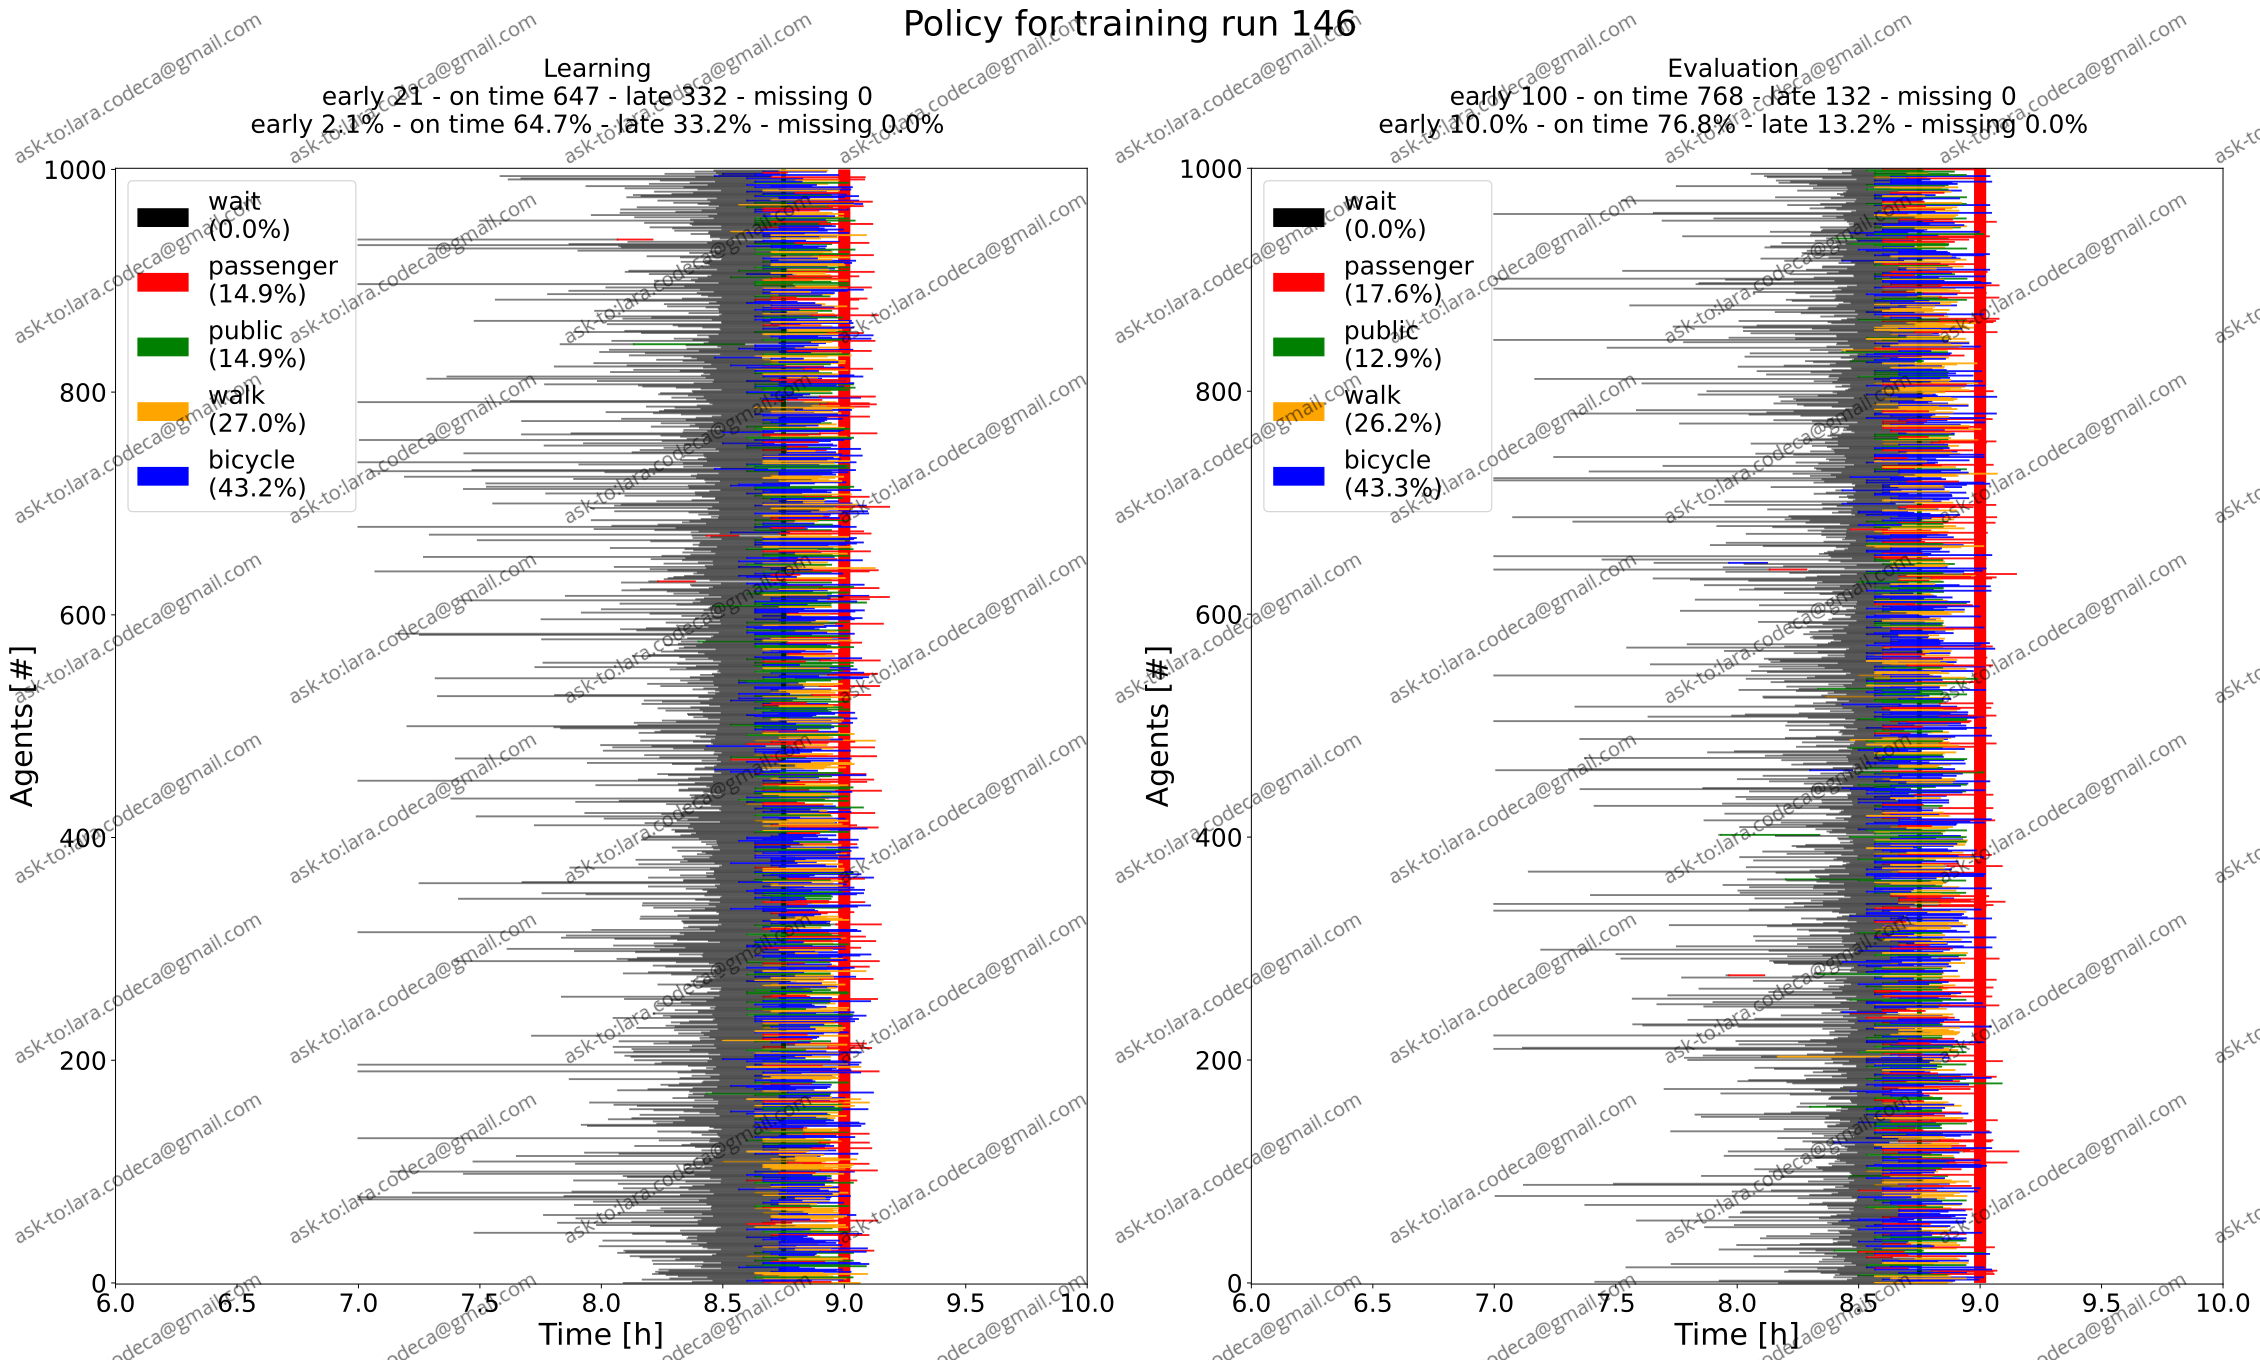 Policy for training run 146
Learning
early 21 - on time 647 - late 332 - missing 0
early 2.1% - on time 64.7% - late 33.2% - missing 0.0%
1000
800
600
400
200
0
Agents [#]
wait
(0.0%)
passenger
(14.9%)
public
(14.9%)
walk
(27.0%)
bicycle
(43.2%)
6.0 6.5 7.0 7.5 8.0 8.5 9.0 9.5 10.0
Time [h]
Evaluation
early 100 - on time 768 - late 132 - missing 0
early 10.0% - on time 76.8% - late 13.2% - missing 0.0%
1000
800
600
400
200
0
Agents [#]
wait
(0.0%)
passenger
(17.6%)
public
(12.9%)
walk
(26.2%)
bicycle
(43.3%)
6.0 6.5 7.0 7.5 8.0 8.5 9.0 9.5 10.0
Time [h]
ask-to:lara.codeca@gmail.com